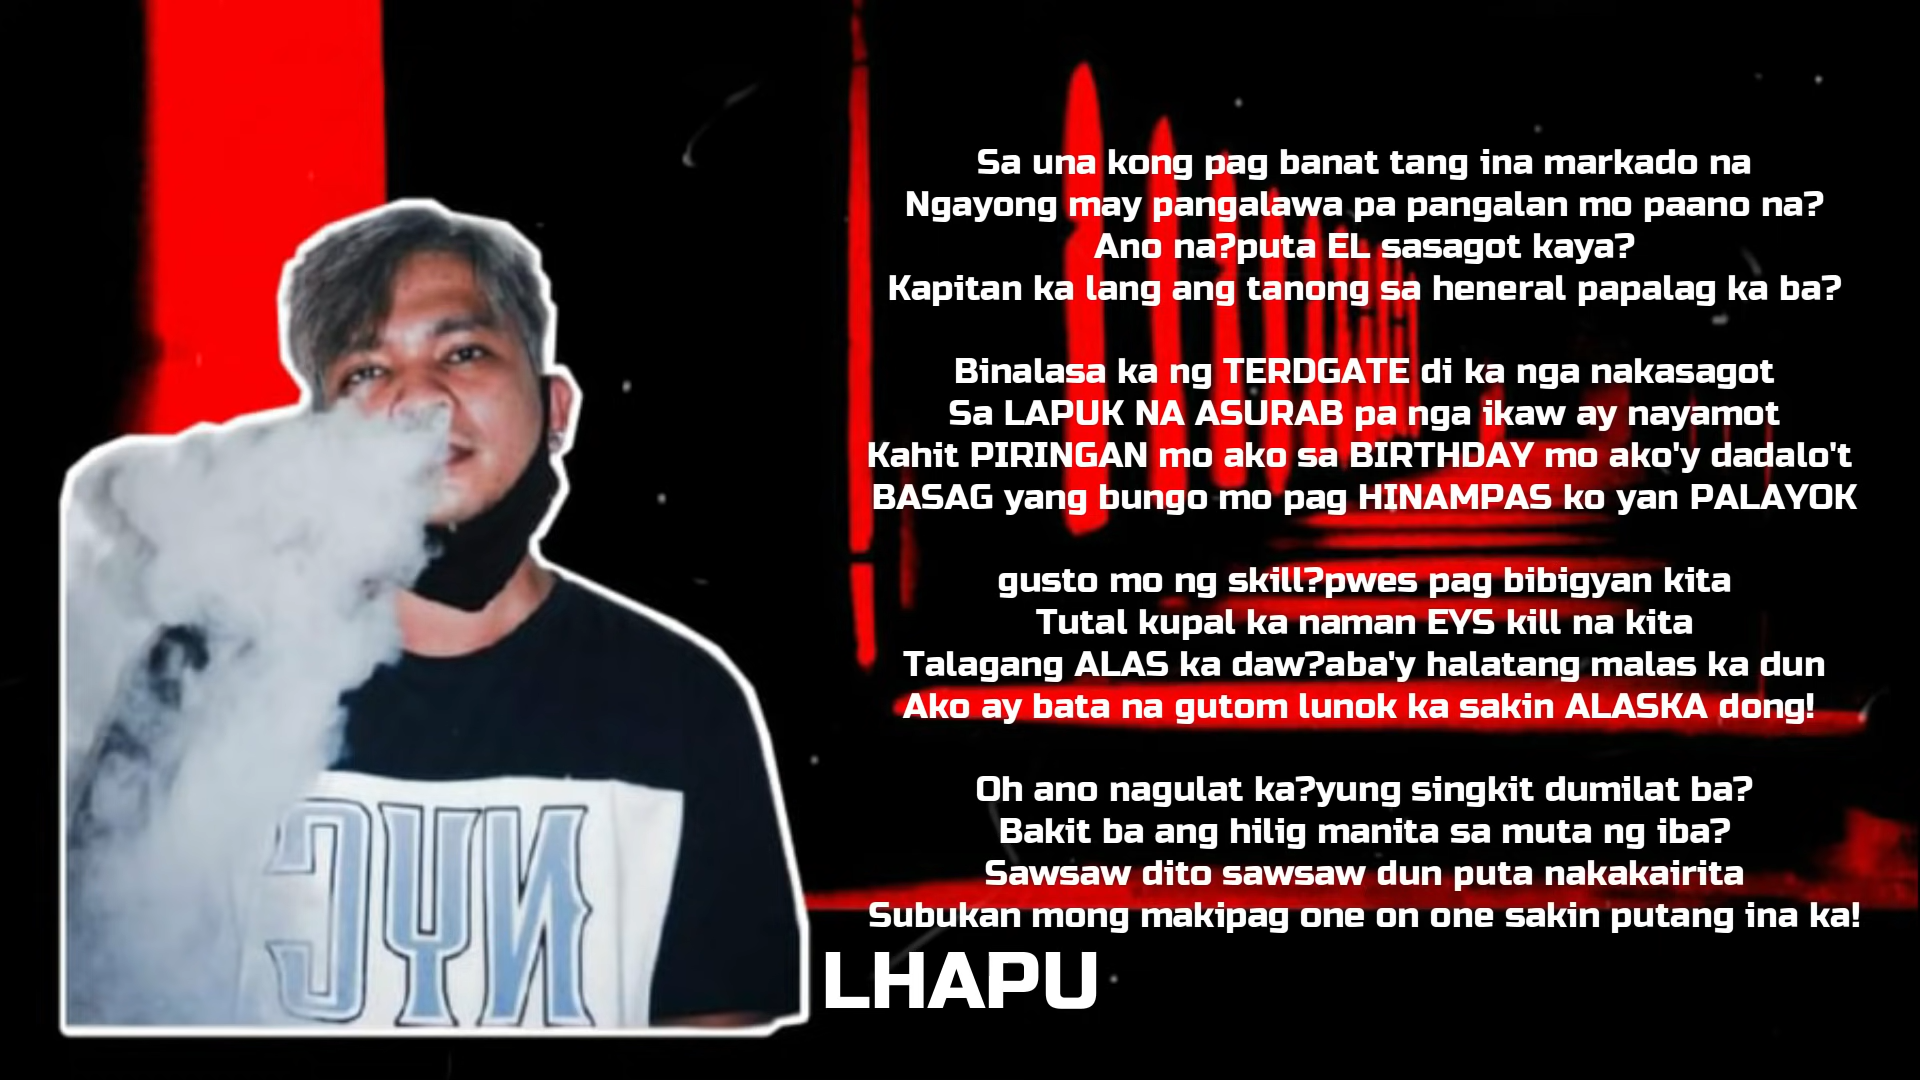 Sa una kong pag banat tang ina markado na
Ngayong may pangalawa pa pangalan mo paano na?
Ano na?puta EL sasagot kaya?
Kapitan ka lang ang tanong sa heneral papalag ka ba?
Binalasa ka ng TERDGATE di ka nga nakasagot
Sa LAPUK NA ASURAB pa nga ikaw ay nayamot
Kahit PIRINGAN mo ako sa BIRTHDAY mo ako'y dadalo't
BASAG yang bungo mo pag HINAMPAS ko yan PALAYOK
gusto mo ng skill?pwes pag bibigyan kita
Tutal kupal ka naman EYS kill na kita
Talagang ALAS ka daw?aba'y halatang malas ka dun
Ako ay bata na gutom lunok ka sakin ALASKA dong!
Oh ano nagulat ka?yung singkit dumilat ba?
Bakit ba ang hilig manita sa muta ng iba?
Sawsaw dito sawsaw dun puta nakakairita
Subukan mong makipag one on one sakin putang ina ka!
LHAPU
NYC